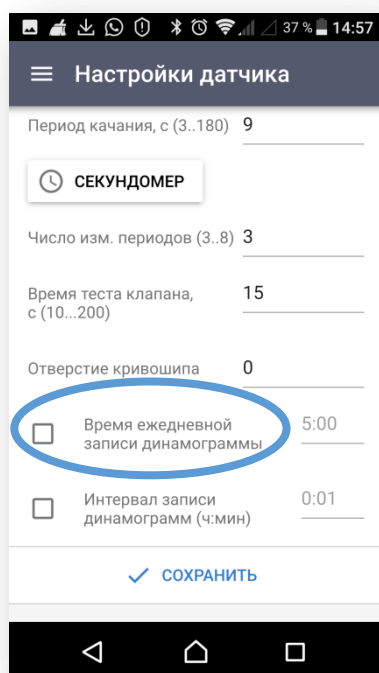 37 % 14:57
Настройки датчика
Период качания, с (3..180) 9
СЕКУНДОМЕР
Число изм. периодов (3..8) 3
Время теста клапана, 15
с (10...200)
Отверстие кривошипа 0
Время ежедневной 5:00
записи динамограммы
Интервал записи 0:01
динамограмм (ч:мин)
СОХРАНИТЬ